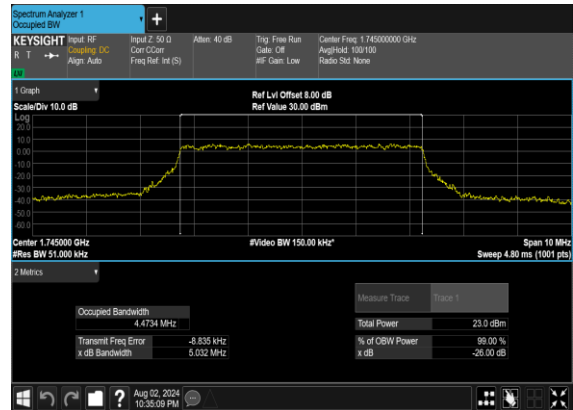 Spectrum Analyzer 1
Occupied BW
+
KEYSIGHT
R T
LU
Input: RF
Coupling: DC
Align: Auto
Input Z: 50 Ω
Corr CCorr
Freq Ref: Int (S)
Atten: 40 dB
Trig: Free Run
Gate: Off
#IF Gain: Low
Center Freq: 1.745000000 GHz
Avg|Hold: 100/100
Radio Std: None
1 Graph
Scale/Div 10.0 dB
Ref Lvl Offset 8.00 dB
Ref Value 30.00 dBm
Log
20.0
10.0
0.00
-10.0
-20.0
-30.0
-40.0
-50.0
-60.0
Center 1.745000 GHz
#Res BW 51.000 kHz
#Video BW 150.00 kHz*
Span 10 MHz
Sweep 4.80 ms (1001 pts)
2 Metrics
Measure Trace
Trace 1
Occupied Bandwidth
4.4734 MHz
Total Power 23.0 dBm
Transmit Freq Error -8.835 kHz
% of OBW Power 99.00 %
x dB Bandwidth 5.032 MHz
x dB -26.00 dB
?
Aug 02, 2024
10:35:09 PM